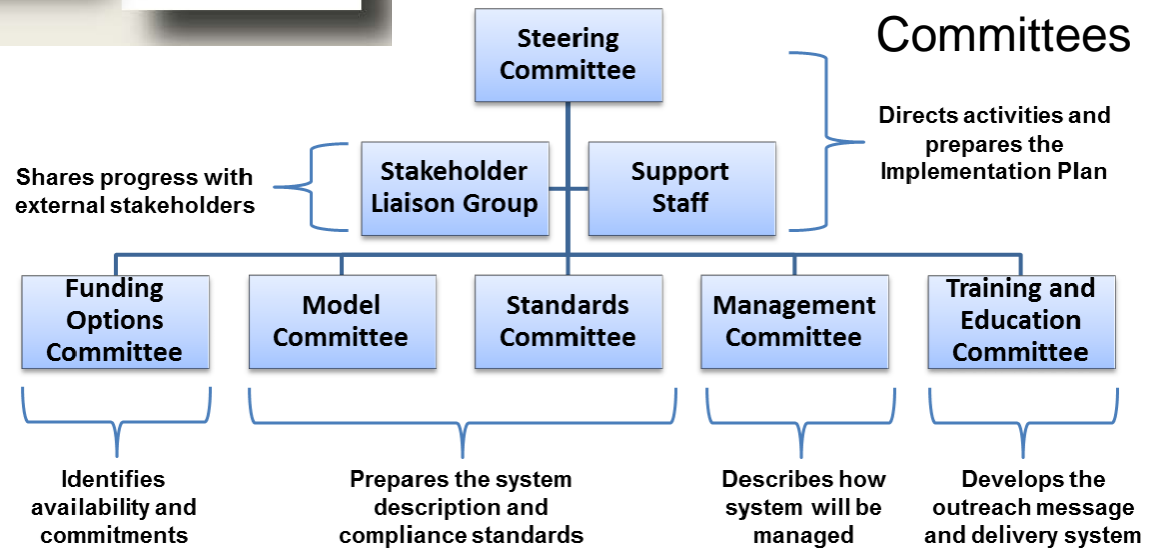 Committees
Steering
Committee
Directs activities and
prepares the
Implementation Plan
Shares progress with
external stakeholders
Stakeholder
Liaison Group
Support
Staff
Funding
Options
Committee
Model
Committee
Standards
Committee
Management
Committee
Training and
Education
Committee
Identifies
availability and
commitments
Prepares the system
description and
compliance standards
Describes how
system will be
managed
Develops the
outreach message
and delivery system